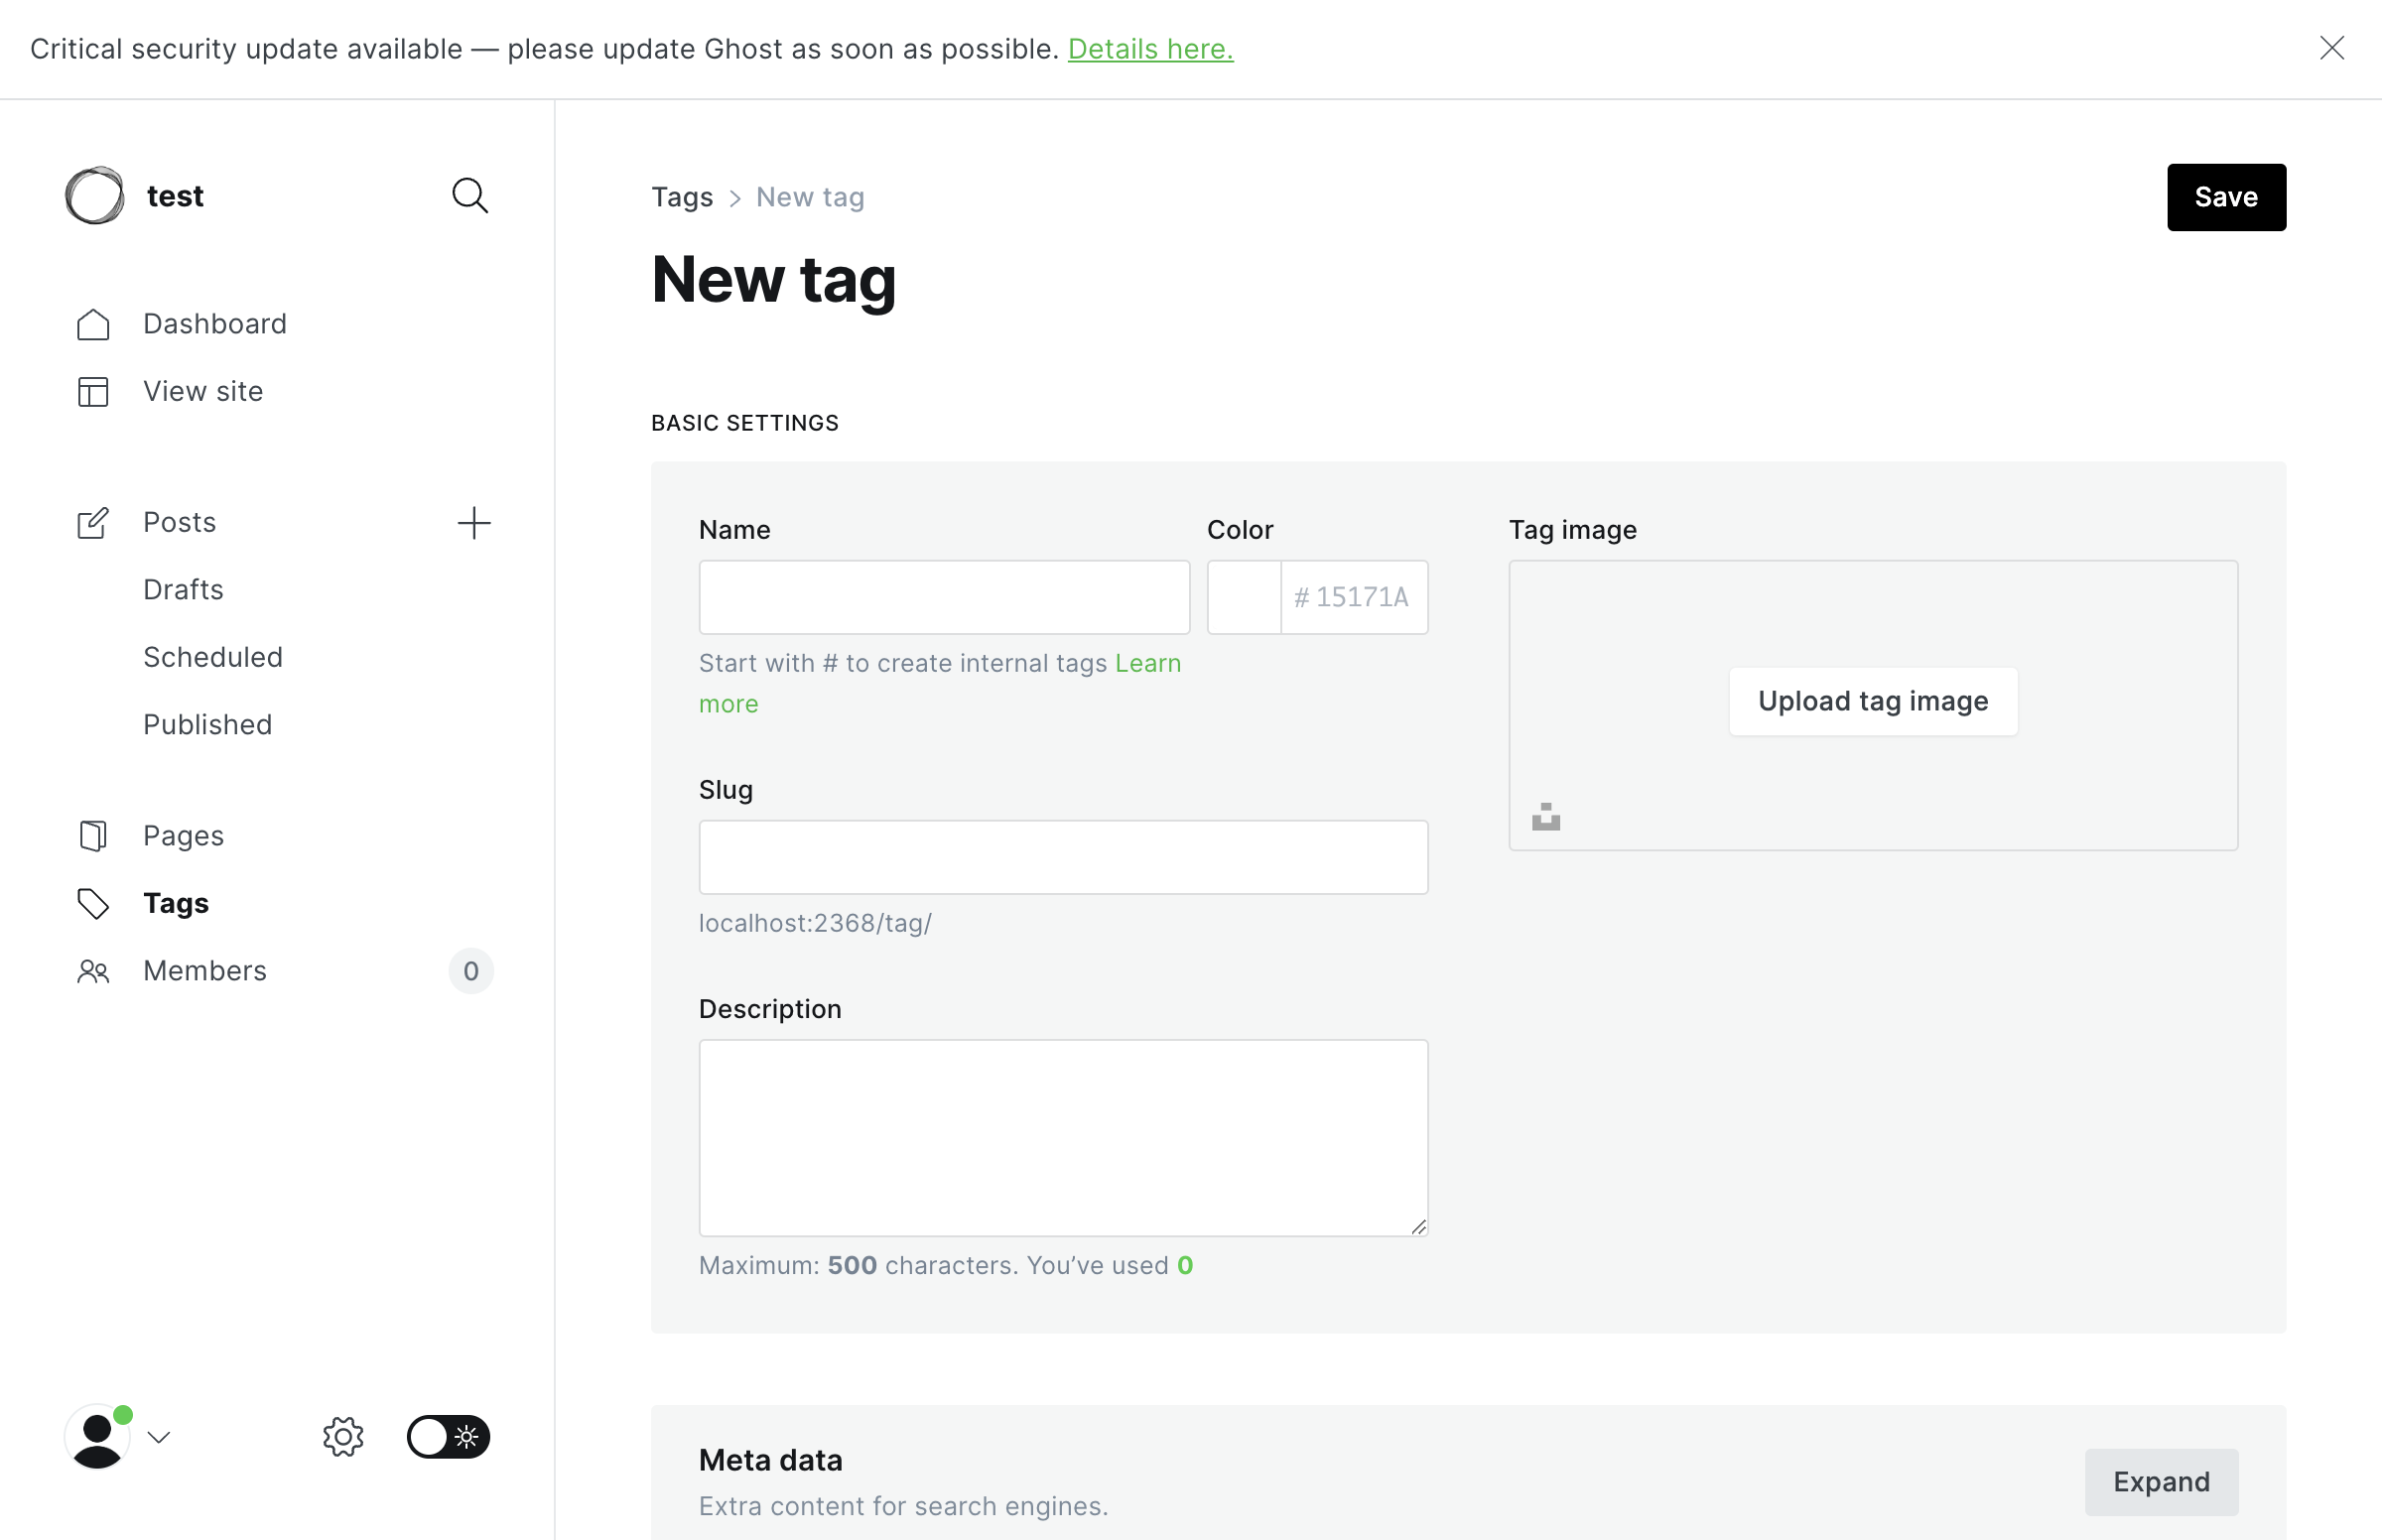 Critical security update available — please update Ghost as soon as possible. Details here.
test
Dashboard
View site
Posts
Drafts
Scheduled
Published
Pages
Tags
Members
0
Tags > New tag
Save
New tag
BASIC SETTINGS
Name
Color
# 15171A
Start with # to create internal tags Learn
more
Slug
localhost:2368/tag/
Description
Maximum: 500 characters. You’ve used 0
Tag image
Upload tag image
Meta data
Extra content for search engines.
Expand